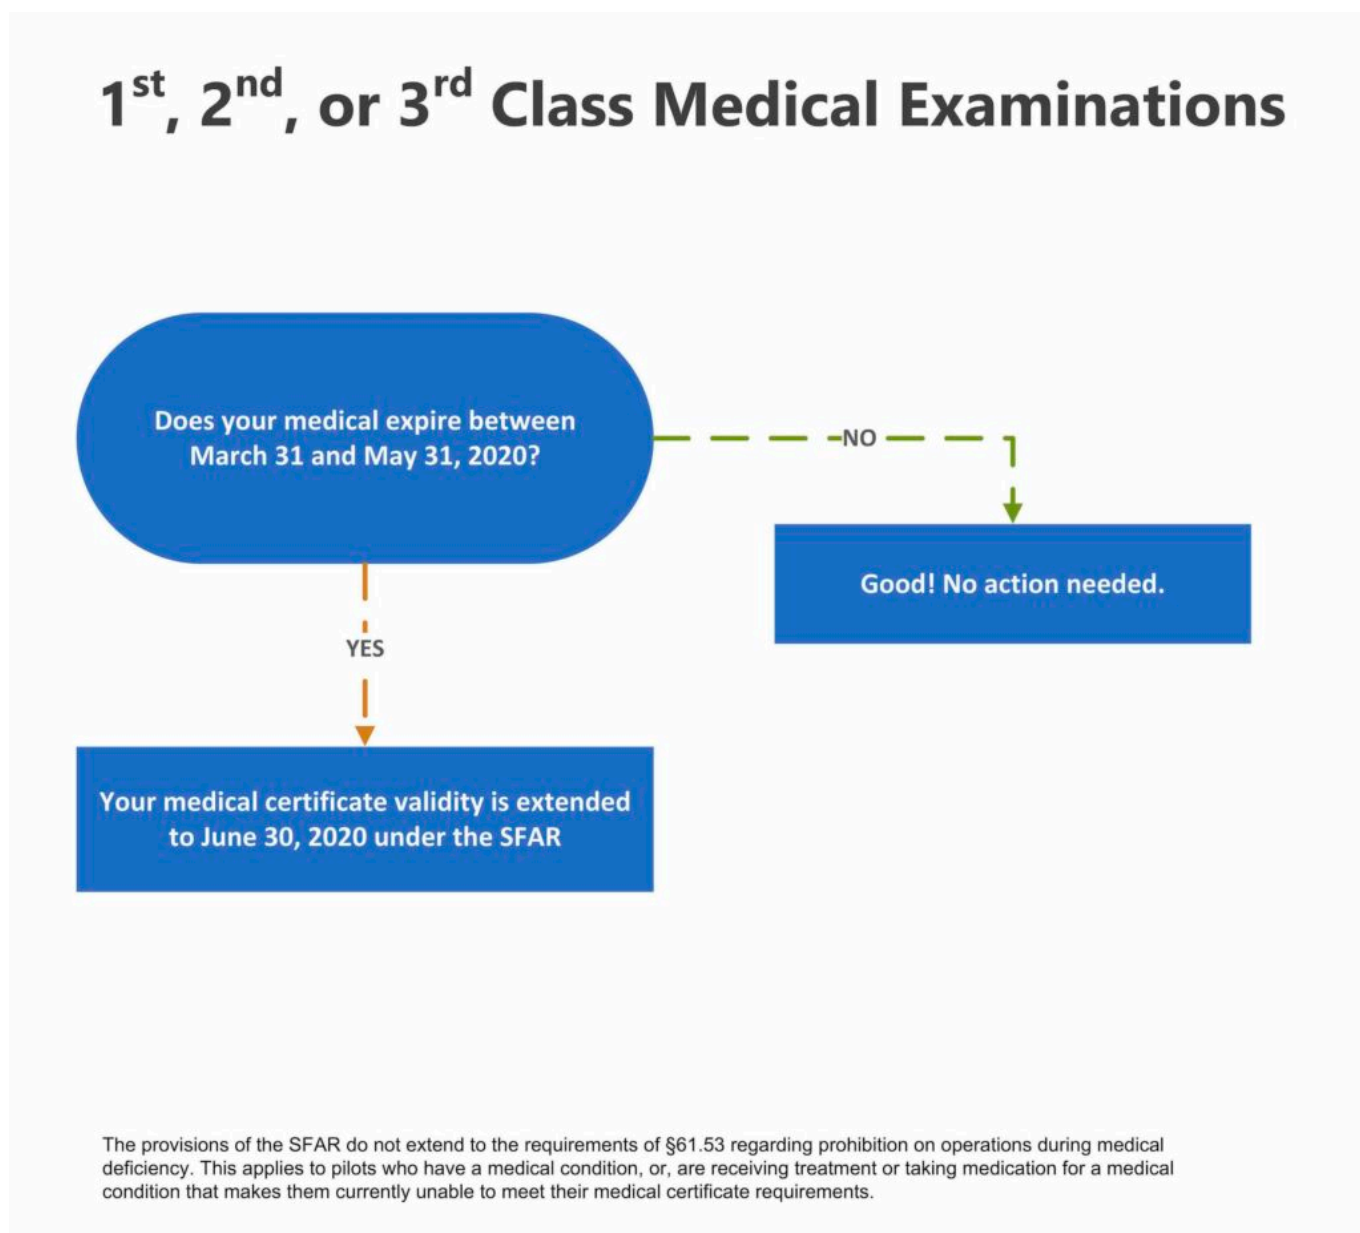 1st, 2nd, or 3rd Class Medical Examinations
Does your medical expire between
March 31 and May 31, 2020?
NO
Good! No action needed.
YES
Your medical certificate validity is extended
to June 30, 2020 under the SFAR
The provisions of the SFAR do not extend to the requirements of §61.53 regarding prohibition on operations during medical
deficiency. This applies to pilots who have a medical condition, or, are receiving treatment or taking medication for a medical
condition that makes them currently unable to meet their medical certificate requirements.